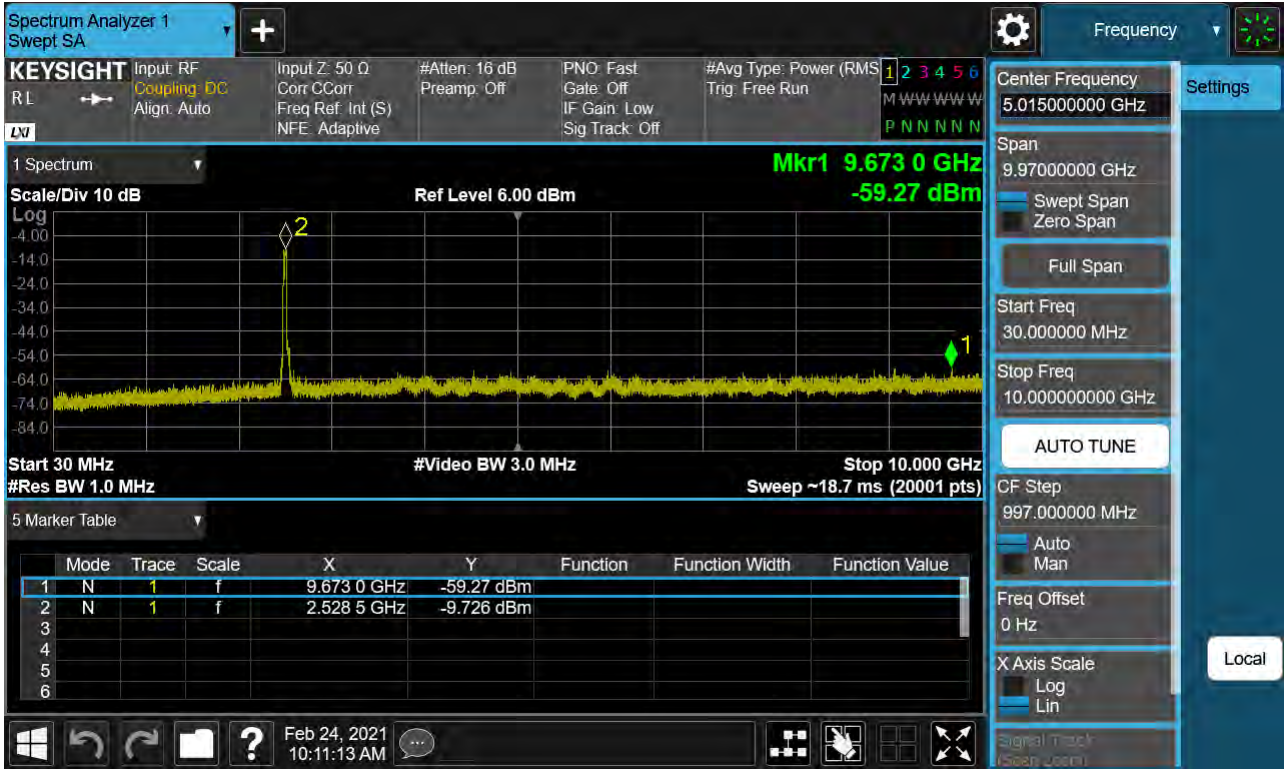 Spectrum Analyzer 1
Swept SA
+
Frequency
KEYSIGHT
RL
LXI
Input: RF
Coupling: DC
Align: Auto
Input Z: 50 Ω
Corr CCorr
Freq Ref: Int (S)
NFE: Adaptive
#Atten: 16 dB
Preamp: Off
PNO: Fast
Gate: Off
IF Gain: Low
Sig Track: Off
#Avg Type: Power (RMS
Trig: Free Run
1 2 3 4 5 6
M W W W W W
P N N N N N
1 Spectrum
Scale/Div 10 dB
Ref Level 6.00 dBm
Mkr1 9.673 0 GHz
-59.27 dBm
Log
-4.00
-14.0
-24.0
-34.0
-44.0
-54.0
-64.0
-74.0
-84.0
2
1
Start 30 MHz
#Video BW 3.0 MHz
Stop 10.000 GHz
#Res BW 1.0 MHz
Sweep ~18.7 ms (20001 pts)
5 Marker Table
Mode Trace Scale X Y Function Function Width Function Value
1 N 1 f 9.673 0 GHz -59.27 dBm
2 N 1 f 2.528 5 GHz -9.726 dBm
3
4
5
6
Center Frequency
5.015000000 GHz
Span
9.97000000 GHz
Swept Span
Zero Span
Full Span
Start Freq
30.000000 MHz
Stop Freq
10.000000000 GHz
AUTO TUNE
CF Step
997.000000 MHz
Auto
Man
Freq Offset
0 Hz
X Axis Scale
Log
Lin
Signal Track
(Span Zoom)
Settings
Local
?
Feb 24, 2021
10:11:13 AM